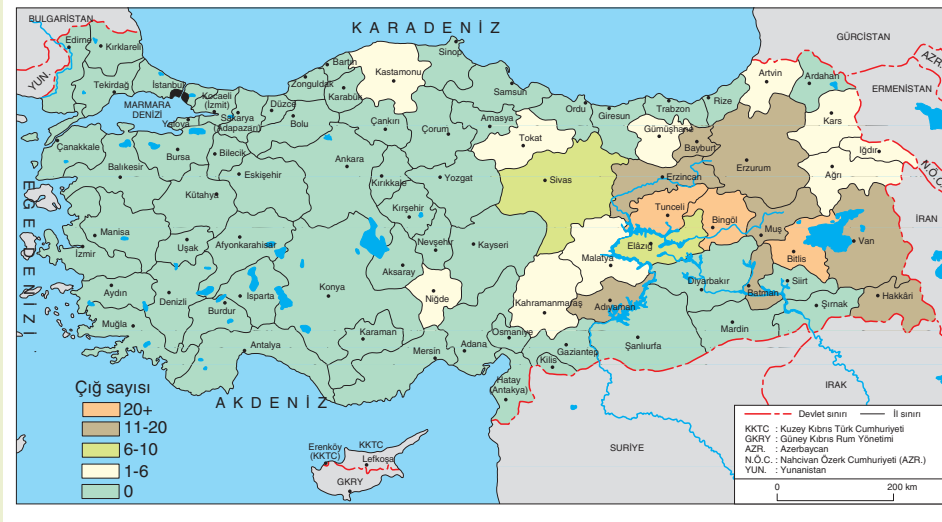 BULGARİSTAN
KARADENİZ
GÜRCİSTAN
YUN.
Edirne
Kırklareli
Tekirdağ
İstanbul
MARMARA
DENİZİ
Yalova
Kocaeli
(İzmit)
Sakarya
(Adapazarı)
Düzce
Bolu
Zonguldak
Bartın
Karabük
Kastamonu
Sinop
Çankırı
Çorum
Samsun
Amasya
Tokat
Ordu
Giresun
Trabzon
Gümüşhane
Rize
Bayburt
Artvin
Ardahan
AZR.
ERMENİSTAN
Kars
Iğdır
Ağrı
N.Ö.C.
Erzurum
Erzincan
Çanakkale
Balıkesir
Bursa
Bilecik
Eskişehir
Kütahya
Ankara
Kırıkkale
Yozgat
Sivas
Tunceli
Bingöl
Muş
Elâzığ
Bitlis
Van
İRAN
EGE DENİZİ
Manisa
İzmir
Uşak
Afyonkarahisar
Kırşehir
Nevşehir
Kayseri
Aksaray
Malatya
Aydın
Denizli
Isparta
Burdur
Konya
Niğde
Kahramanmaraş
Adıyaman
Diyarbakır
Batman
Siirt
Şırnak
Hakkâri
Muğla
Antalya
Karaman
Mersin
Adana
Osmaniye
Gaziantep
Kilis
Şanlıurfa
Mardin
Hatay
(Antakya)
AKDENİZ
IRAK
SURİYE
Çığ sayısı
20+
11-20
6-10
1-6
0
Erenköy
(KKTC)
KKTC
Lefkoşa
GKRY
Devlet sınırı
İl sınırı
KKTC : Kuzey Kıbrıs Türk Cumhuriyeti
GKRY : Güney Kıbrıs Rum Yönetimi
AZR. : Azerbaycan
N.Ö.C. : Nahcivan Özerk Cumhuriyeti (AZR.)
YUN. : Yunanistan
0 200 km